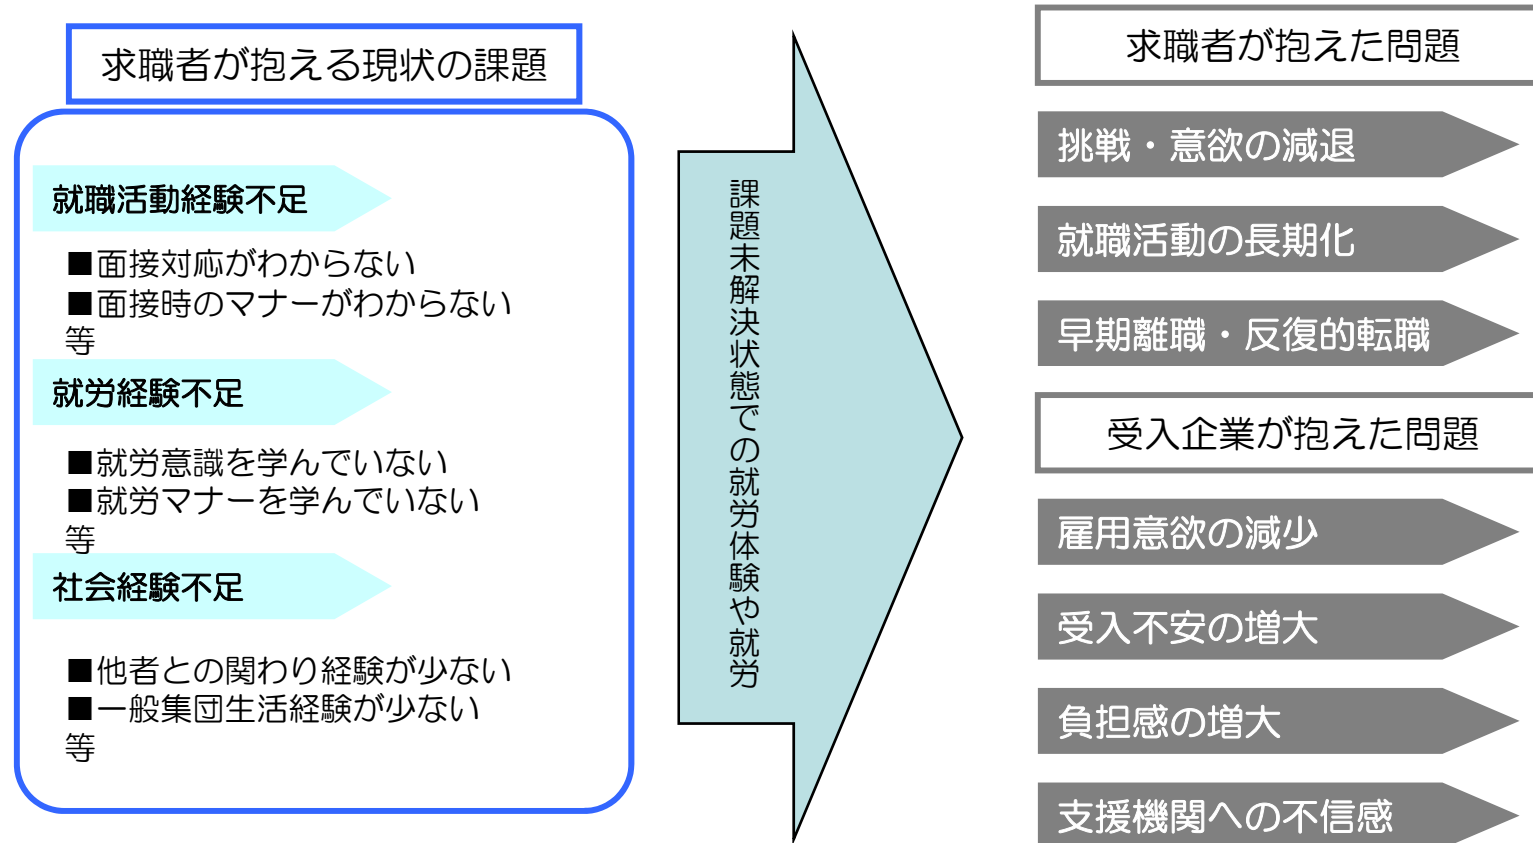 求職者が抱える現状の課題
就職活動経験不足
■面接対応がわからない
■面接時のマナーがわからない
等
就労経験不足
■就労意識を学んでいない
■就労マナーを学んでいない
等
社会経験不足
■他者との関わり経験が少ない
■一般集団生活経験が少ない
等
課題未解決状態での就労体験や就労
求職者が抱えた問題
挑戦・意欲の減退
就職活動の長期化
早期離職・反復的転職
受入企業が抱えた問題
雇用意欲の減少
受入不安の増大
負担感の増大
支援機関への不信感